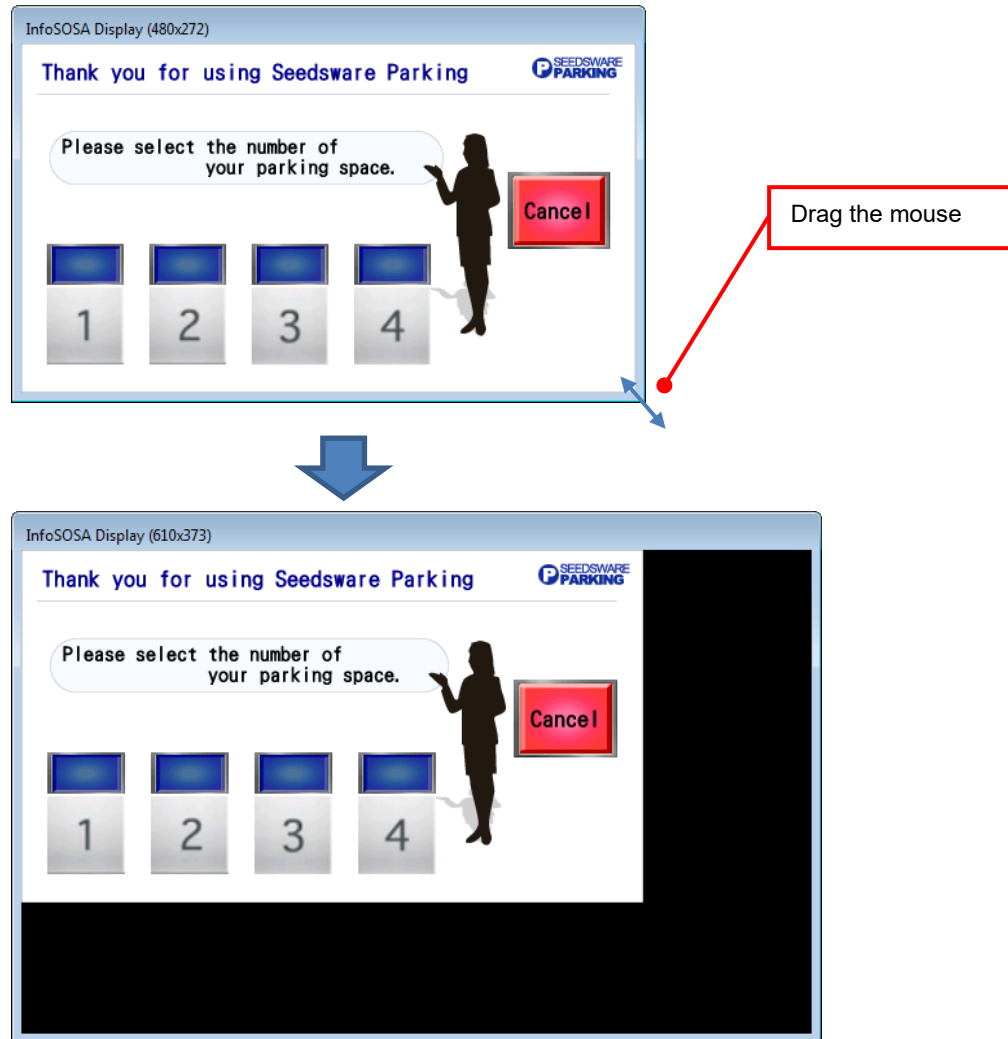 InfoSOSA Display (480x272)
Thank you for using Seedsware Parking
P SEEDSWARE
PARKING
Please select the number of
your parking space.
Cancel
1 2 3 4
Drag the mouse
InfoSOSA Display (610x373)
Thank you for using Seedsware Parking
P SEEDSWARE
PARKING
Please select the number of
your parking space.
Cancel
1 2 3 4